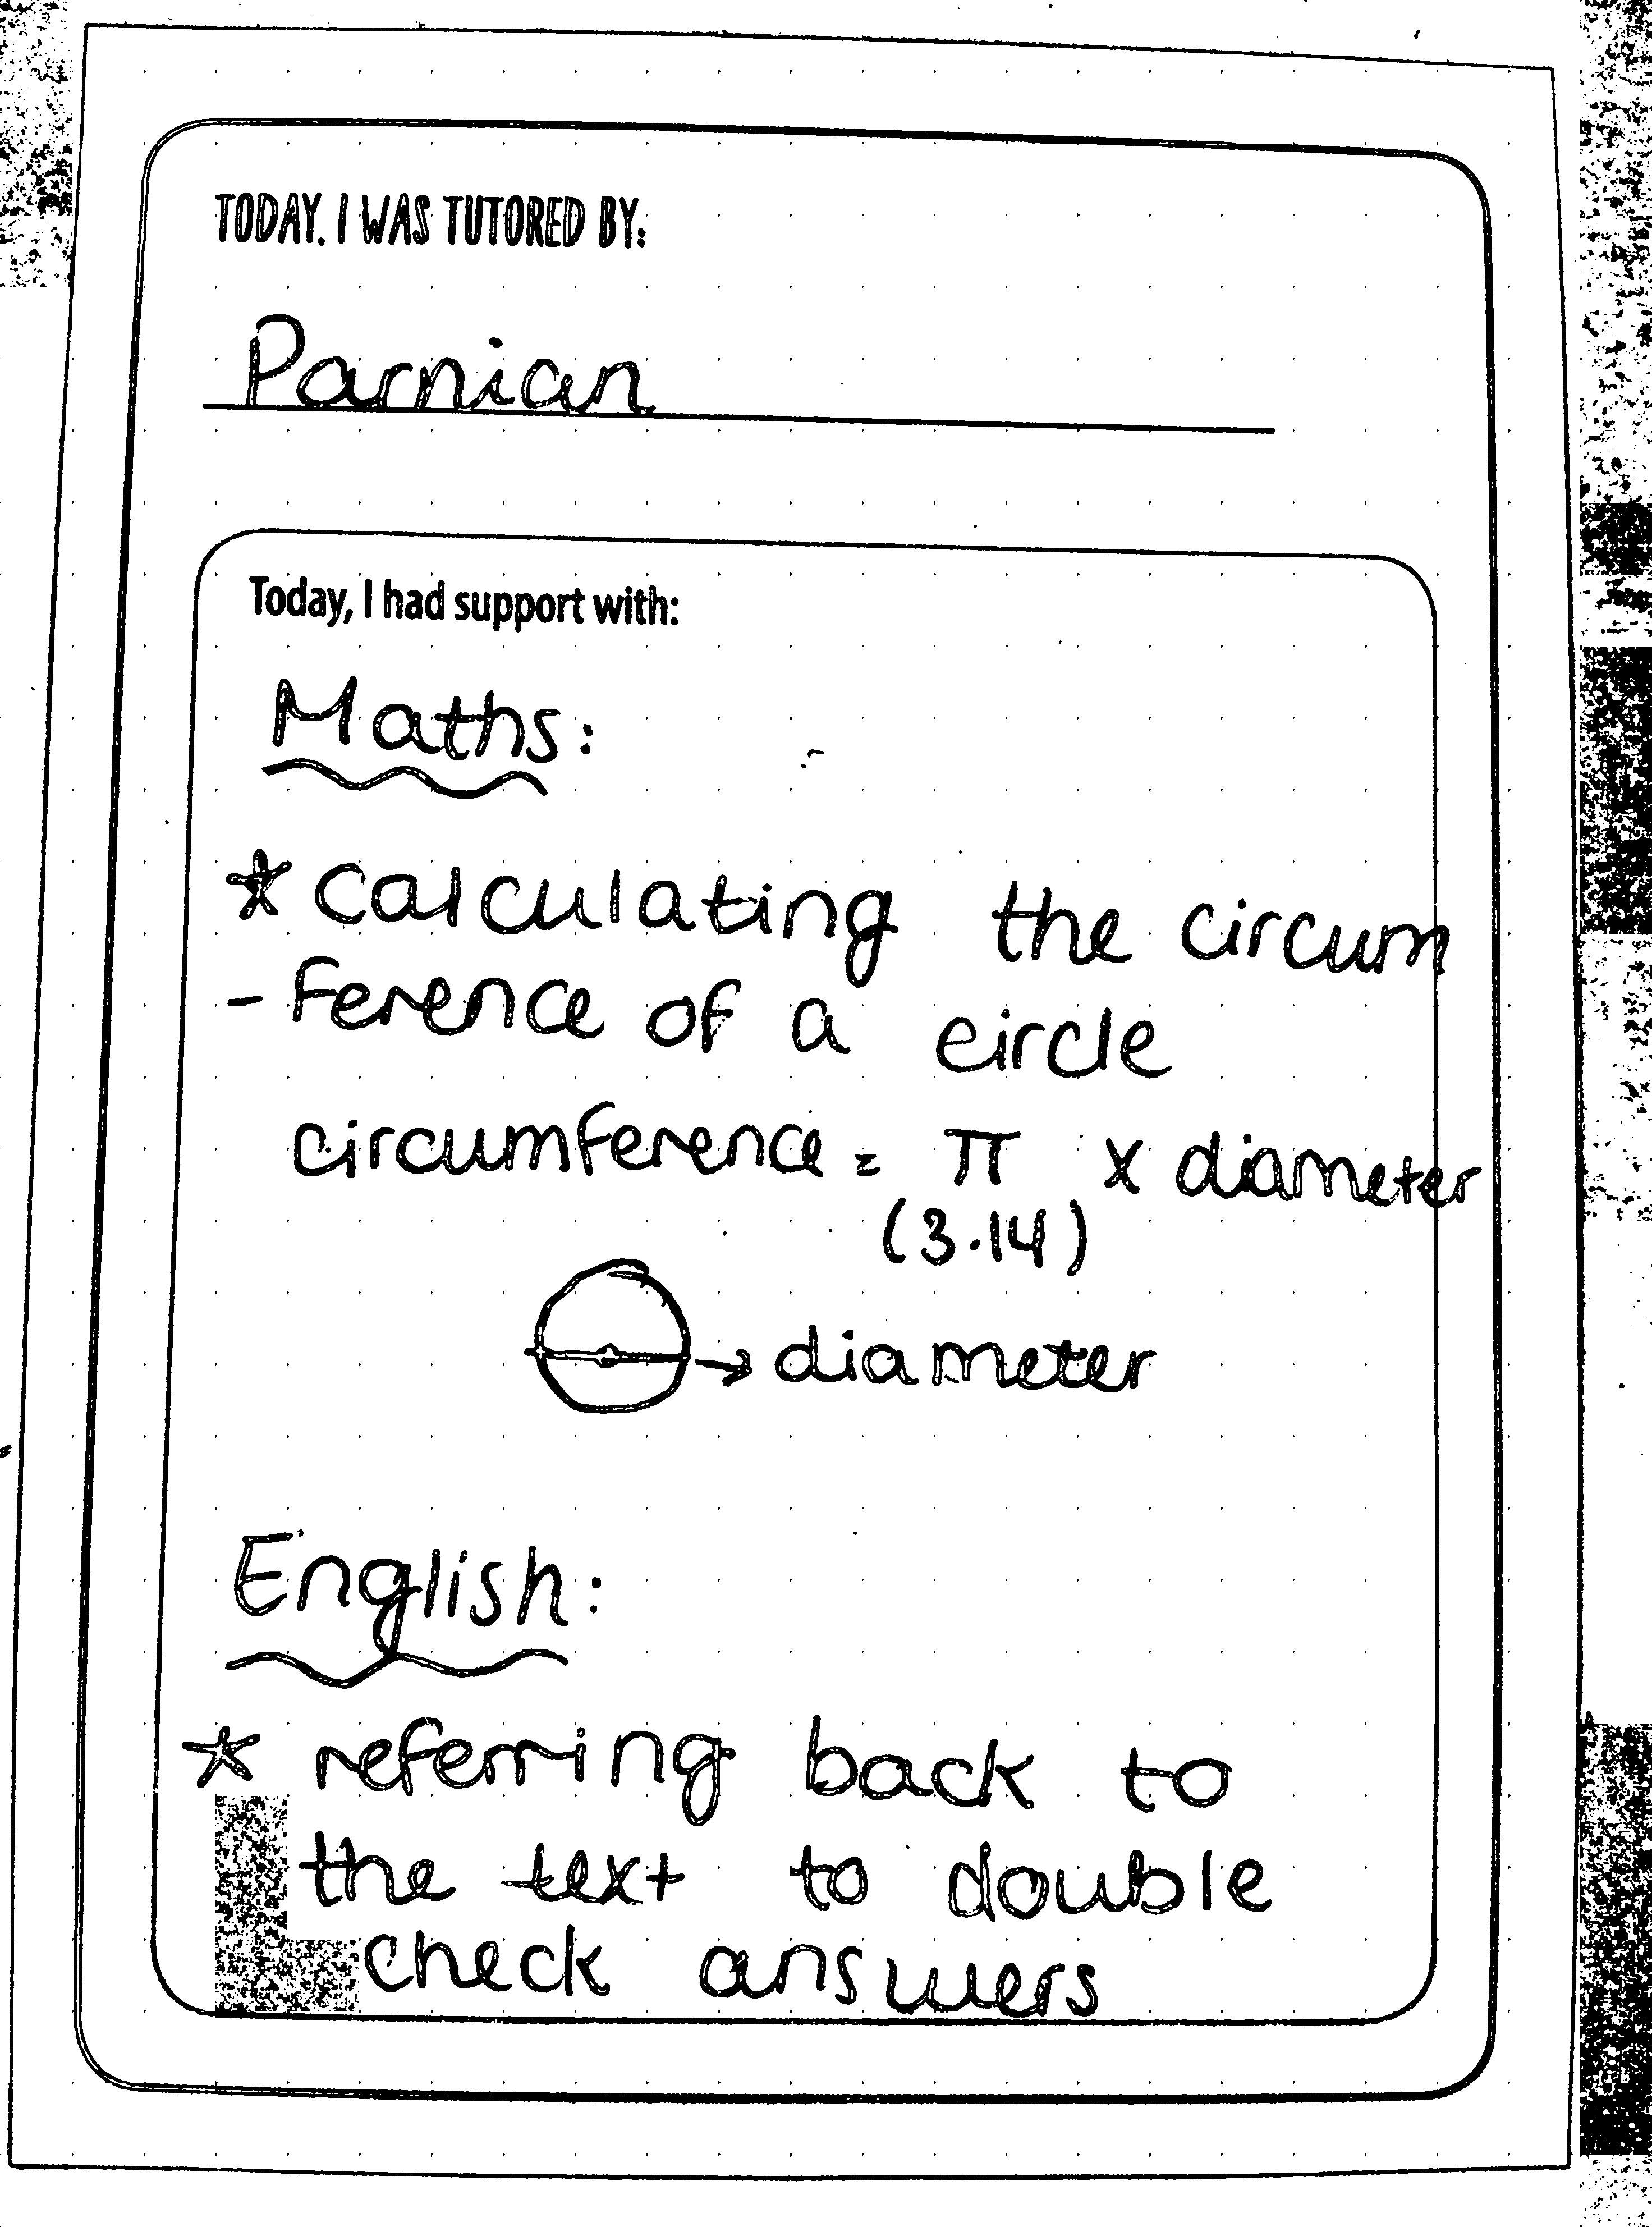 TODAY. I WAS TUTORED BY:
Parnian
Today, I had support with:
Maths:
* calculating the circum
- ference of a circle
circumference = π x diameter
(3.14)
→ diameter
English:
* referring back to
the text to double
check answers